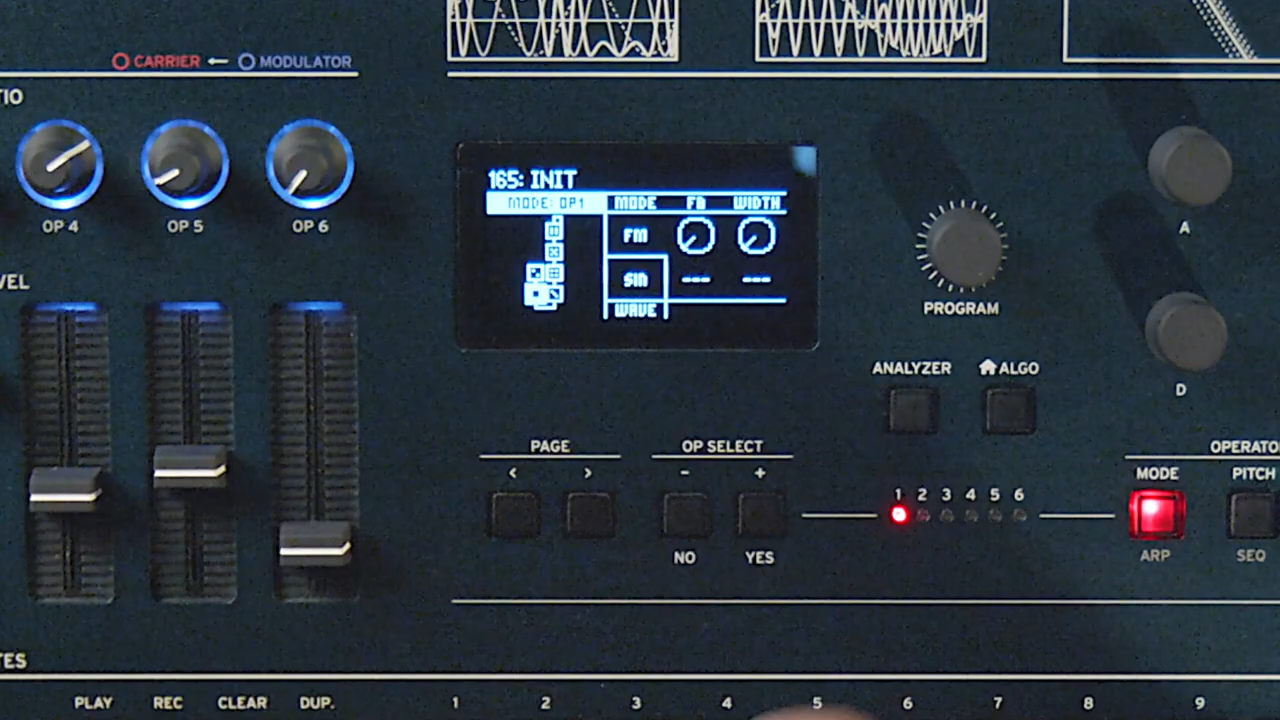 CARRIER ← MODULATOR
TIO
OP 4 OP 5 OP 6
VEL
165: INIT
MODE: OP1 MODE Fb WIDTH
FM
SIN --- ---
WAVE
PROGRAM
A
D
ANALYZER ALGO
PAGE OP SELECT
< > - +
NO YES
1 2 3 4 5 6
OPERATO
MODE PITCH
ARP SEQ
TES
PLAY REC CLEAR DUP. 1 2 3 4 5 6 7 8 9